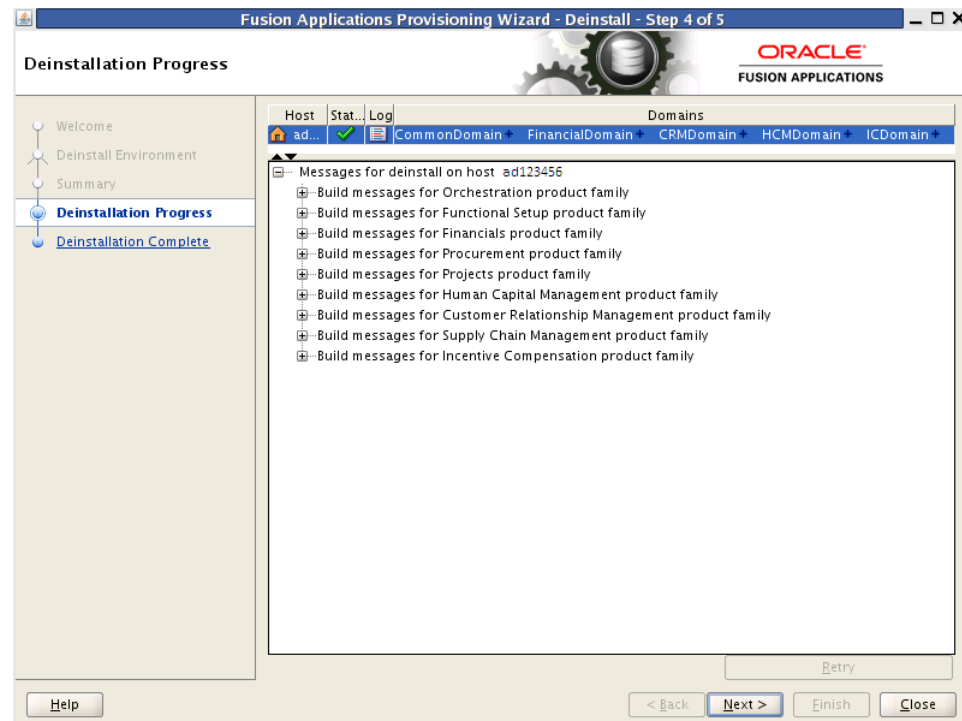 Fusion Applications Provisioning Wizard - Deinstall - Step 4 of 5
Deinstallation Progress
ORACLE
FUSION APPLICATIONS
Welcome
Deinstall Environment
Summary
Deinstallation Progress
Deinstallation Complete
Host Stat... Log Domains
ad... CommonDomain+ FinancialDomain+ CRMDomain+ HCMDomain+ ICDomain+
Messages for deinstall on host ad123456
Build messages for Orchestration product family
Build messages for Functional Setup product family
Build messages for Financials product family
Build messages for Procurement product family
Build messages for Projects product family
Build messages for Human Capital Management product family
Build messages for Customer Relationship Management product family
Build messages for Supply Chain Management product family
Build messages for Incentive Compensation product family
Retry
Help < Back Next > Finish Close